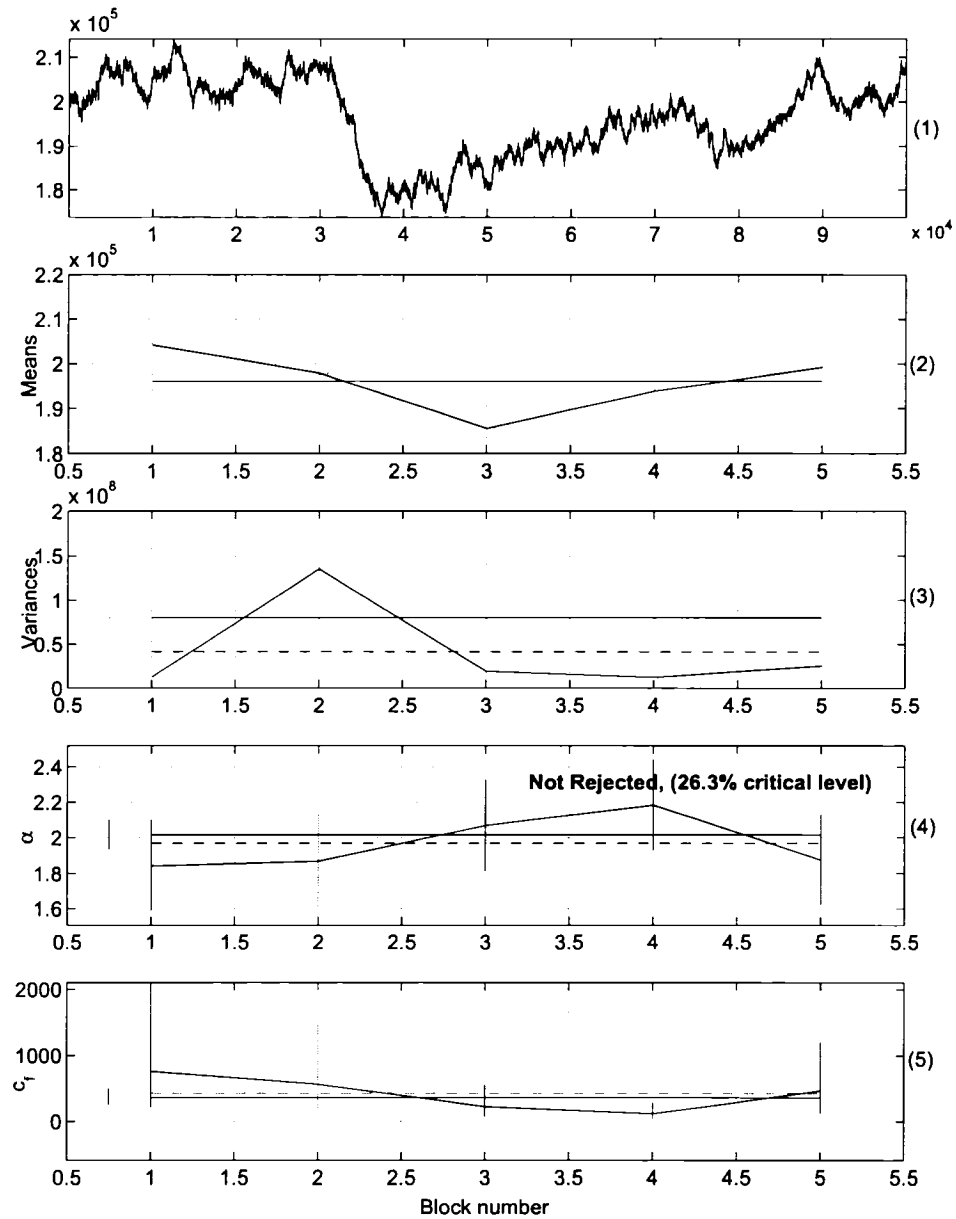 x 10^5
2.1
2
1.9
1.8
(1)
1 2 3 4 5 6 7 8 9 x 10^4
x 10^5
2.2
2.1
2
1.9
1.8
Means
(2)
0.5 1 1.5 2 2.5 3 3.5 4 4.5 5 5.5
x 10^8
2
1.5
1
0.5
0
Variances
(3)
0.5 1 1.5 2 2.5 3 3.5 4 4.5 5 5.5
2.4
2.2
2
1.8
1.6
α
Not Rejected, (26.3% critical level)
(4)
0.5 1 1.5 2 2.5 3 3.5 4 4.5 5 5.5
2000
1000
0
c_f
(5)
0.5 1 1.5 2 2.5 3 3.5 4 4.5 5 5.5
Block number